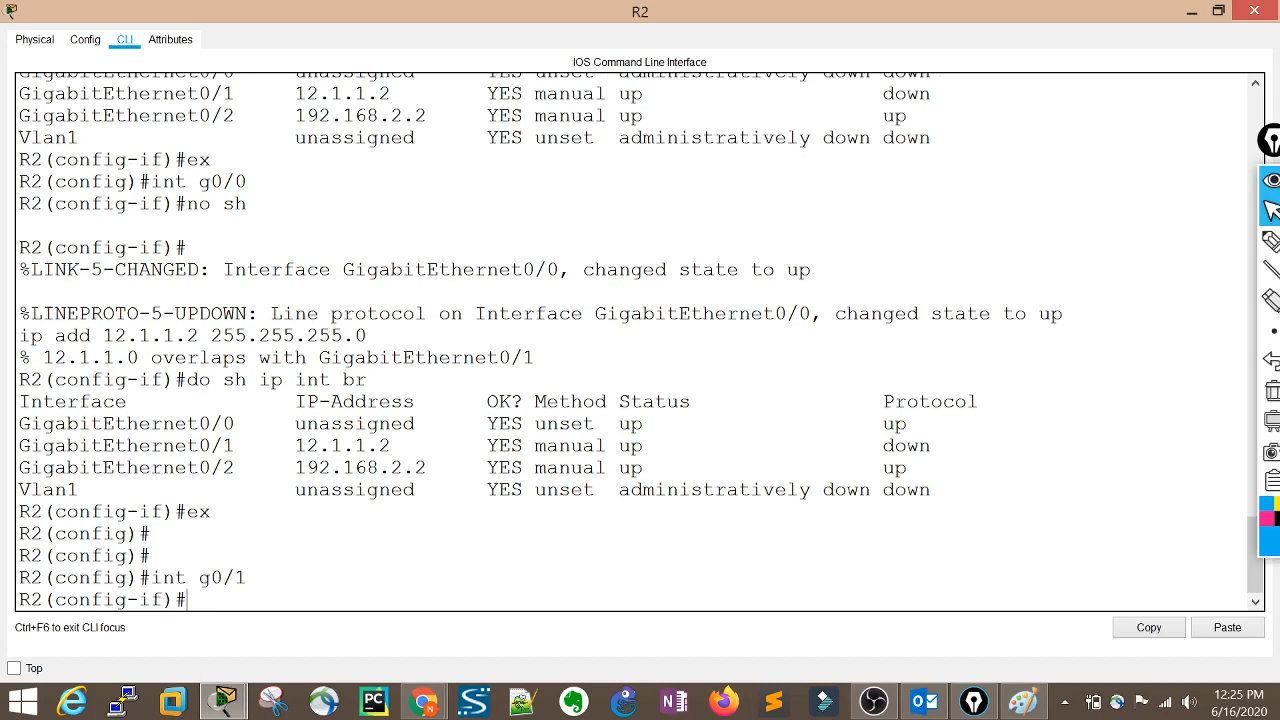 R2
Physical Config CLI Attributes
IOS Command Line Interface
GigabitEthernet0/0 unassigned YES unset administratively down down
GigabitEthernet0/1 12.1.1.2 YES manual up down
GigabitEthernet0/2 192.168.2.2 YES manual up up
Vlan1 unassigned YES unset administratively down down
R2(config-if)#ex
R2(config)#int g0/0
R2(config-if)#no sh
R2(config-if)#
%LINK-5-CHANGED: Interface GigabitEthernet0/0, changed state to up
%LINEPROTO-5-UPDOWN: Line protocol on Interface GigabitEthernet0/0, changed state to up
ip add 12.1.1.2 255.255.255.0
% 12.1.1.0 overlaps with GigabitEthernet0/1
R2(config-if)#do sh ip int br
Interface IP-Address OK? Method Status Protocol
GigabitEthernet0/0 unassigned YES unset up up
GigabitEthernet0/1 12.1.1.2 YES manual up down
GigabitEthernet0/2 192.168.2.2 YES manual up up
Vlan1 unassigned YES unset administratively down down
R2(config-if)#ex
R2(config)#
R2(config)#
R2(config)#int g0/1
R2(config-if)#
Ctrl+F6 to exit CLI focus
Copy Paste
Top
PC
N
12:25 PM
6/16/2020